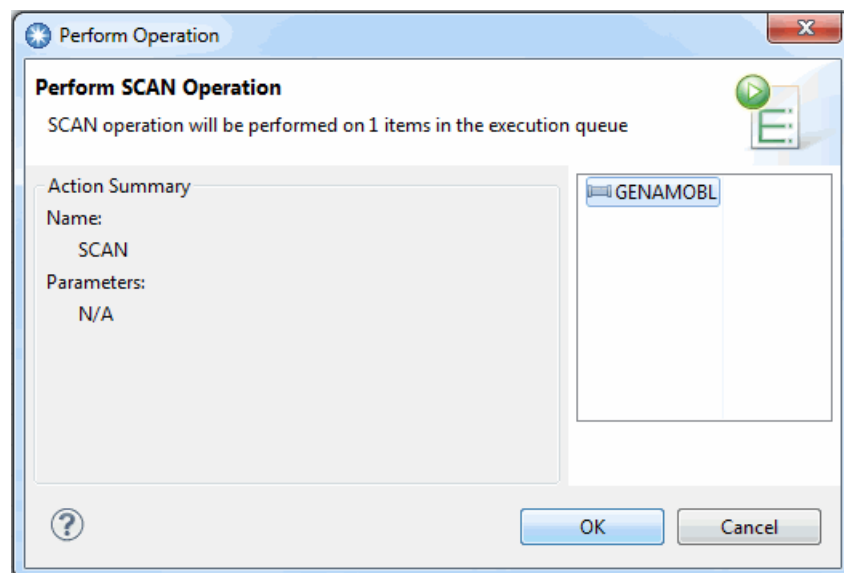 Perform Operation
Perform SCAN Operation
SCAN operation will be performed on 1 items in the execution queue
E:
Action Summary
Name:
SCAN
Parameters:
N/A
GENAMOBL
?
OK
Cancel